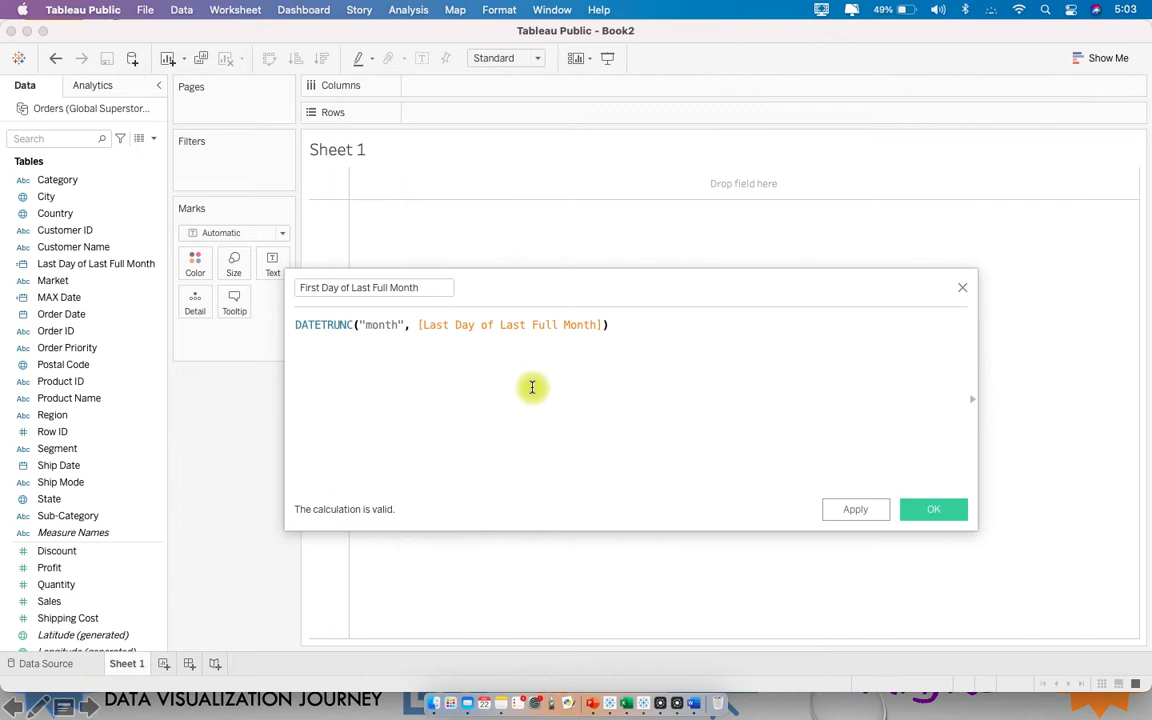 Tableau Public File Data Worksheet Dashboard Story Analysis Map Format Window Help 49% 5:03
Tableau Public - Book2
Standard Show Me
Data Analytics Pages Columns
Orders (Global Superstor... Rows
Search Filters
Sheet 1
Tables
Category Drop field here
City
Country Marks
Customer ID Automatic
Customer Name
Last Day of Last Full Month Color Size Text
Market First Day of Last Full Month
MAX Date
Order Date Detail Tooltip
DATETRUNC("month", [Last Day of Last Full Month])
Order ID
Order Priority
Postal Code
Product ID
Product Name
Region
Row ID
Segment
Ship Date
Ship Mode
State The calculation is valid. Apply OK
Sub-Category
Measure Names
Discount
Profit
Quantity
Sales
Shipping Cost
Latitude (generated)
Longitude (generated)
Data Source Sheet 1
DATA VISUALIZATION JOURNEY